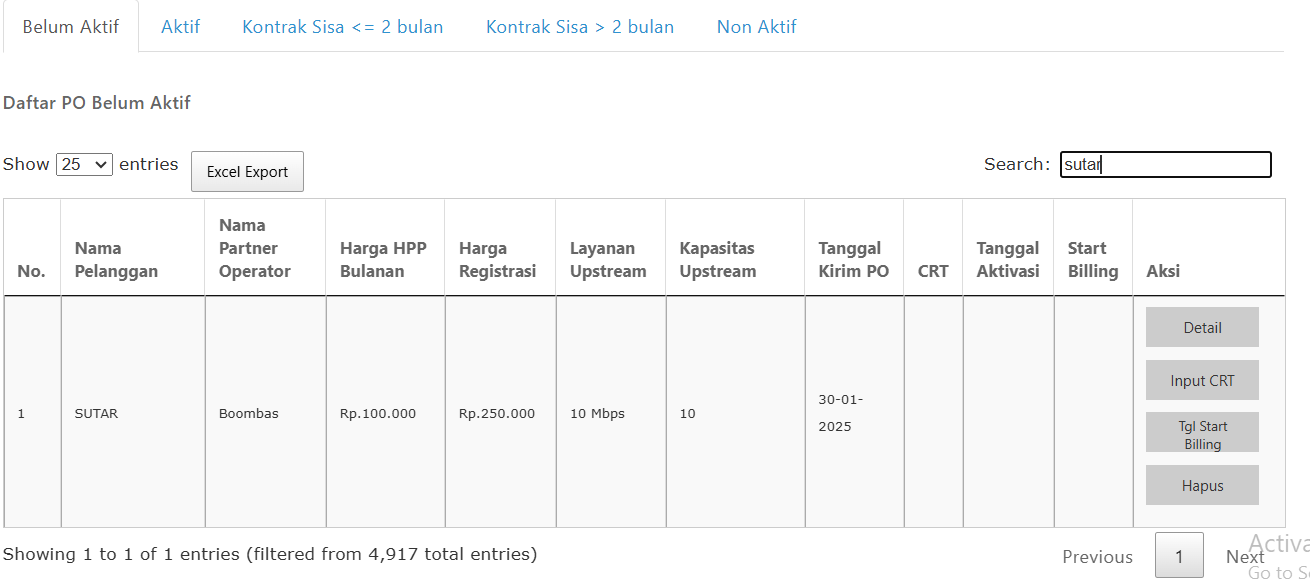 Belum Aktif Aktif Kontrak Sisa <= 2 bulan Kontrak Sisa > 2 bulan Non Aktif
Daftar PO Belum Aktif
Show 25 entries Excel Export Search: sutar
No. Nama Pelanggan Nama Partner Operator Harga HPP Bulanan Harga Registrasi Layanan Upstream Kapasitas Upstream Tanggal Kirim PO CRT Tanggal Aktivasi Start Billing Aksi
1 SUTAR Boombas Rp.100.000 Rp.250.000 10 Mbps 10 30-01-2025
Detail
Input CRT
Tgl Start
Billing
Hapus
Showing 1 to 1 of 1 entries (filtered from 4,917 total entries)
Previous 1 Next
Go to